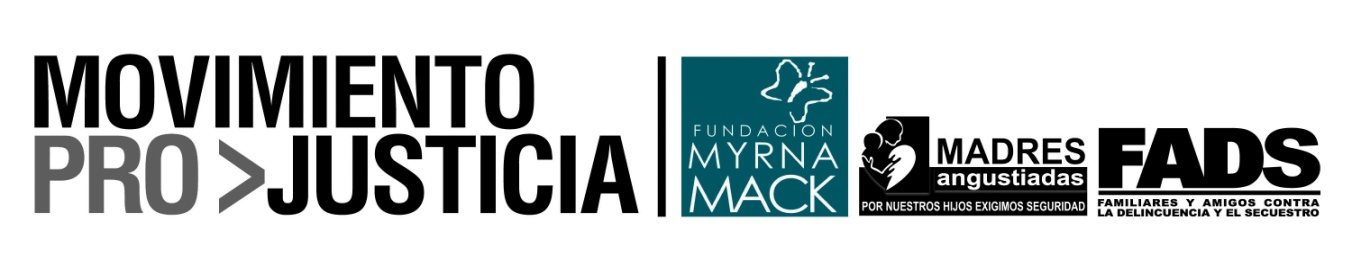 MOVIMIENTO
PRO>JUSTICIA
FUNDACION
MYRNA
MACK
MADRES
angustiadas
POR NUESTROS HIJOS EXIGIMOS SEGURIDAD
FADS
FAMILIARES Y AMIGOS CONTRA
LA DELINCUENCIA Y EL SECUESTRO